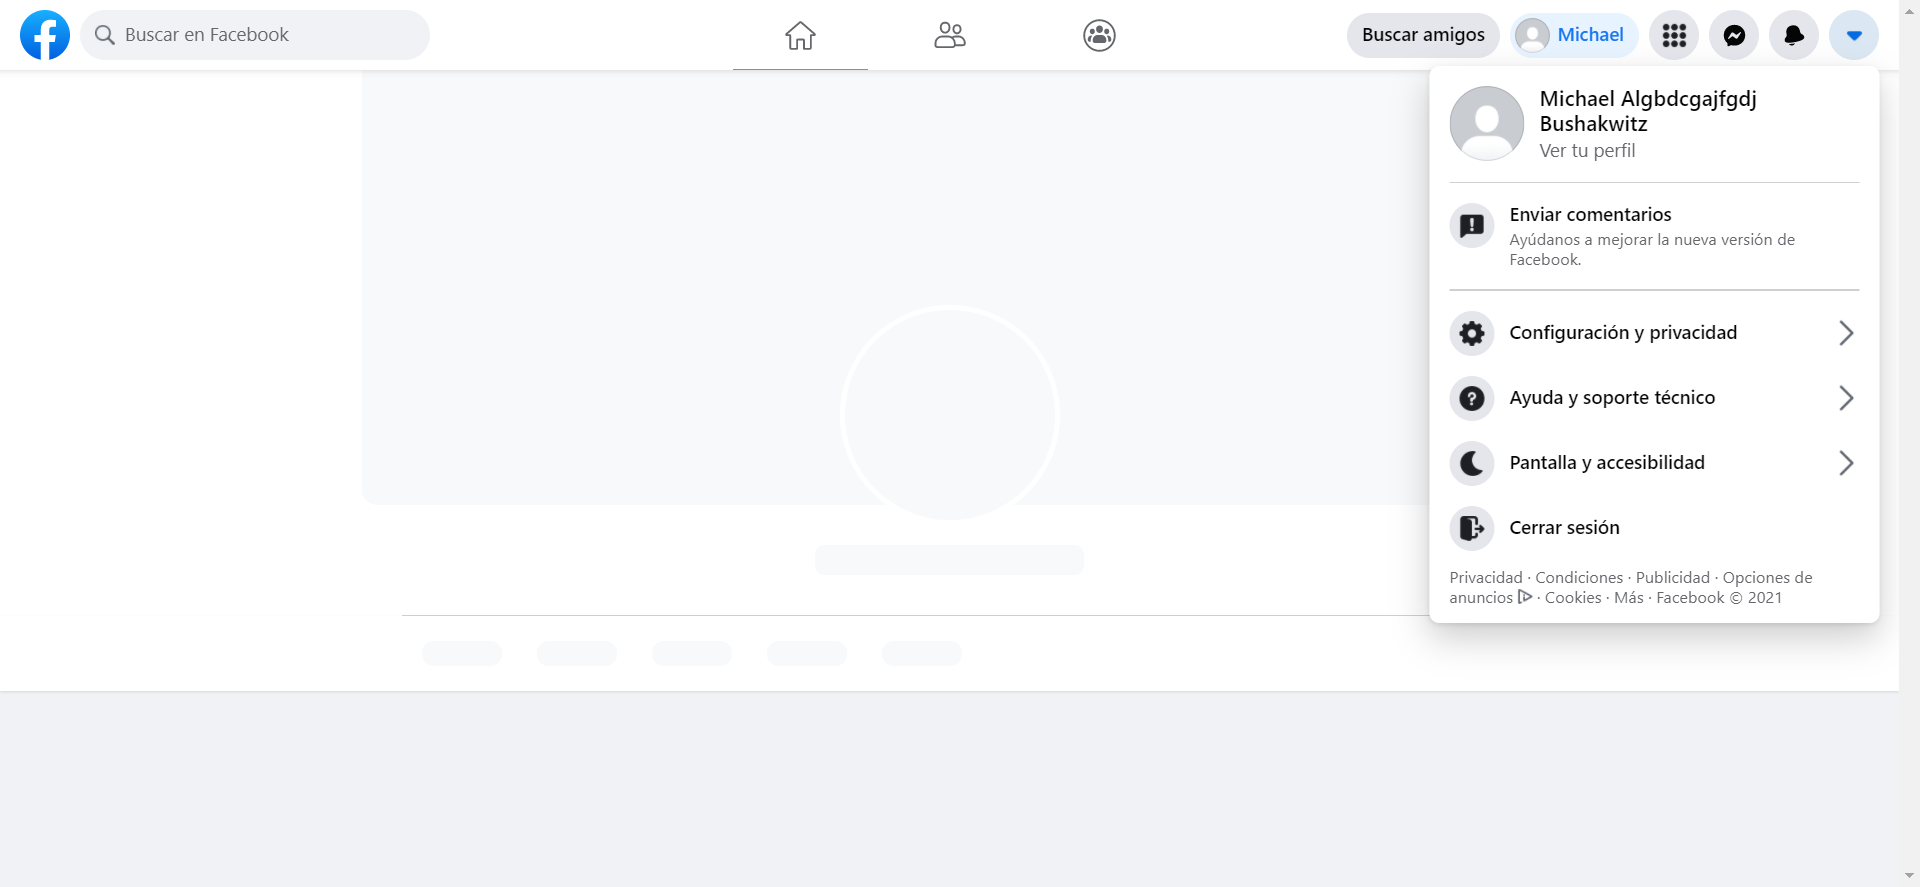 Buscar en Facebook
Buscar amigos
Michael
Michael Algbdcgajfgdj
Bushakwitz
Ver tu perfil
Enviar comentarios
Ayúdanos a mejorar la nueva versión de
Facebook.
Configuración y privacidad
Ayuda y soporte técnico
Pantalla y accesibilidad
Cerrar sesión
Privacidad · Condiciones · Publicidad · Opciones de
anuncios · Cookies · Más · Facebook © 2021